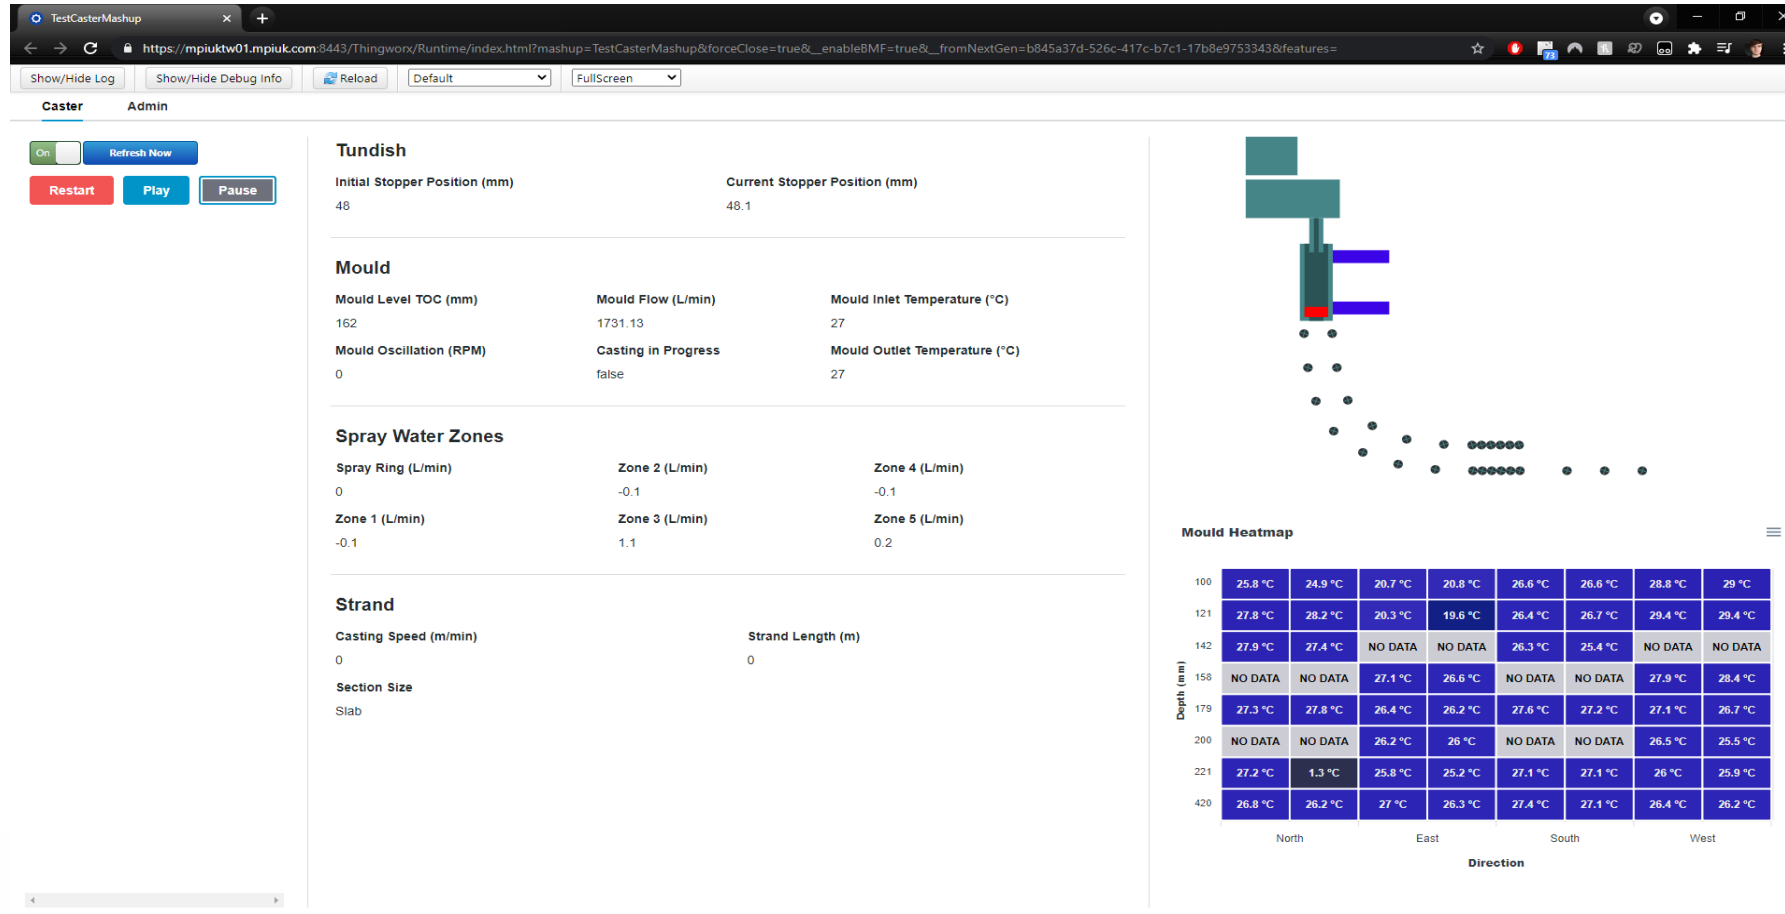 TestCasterMashup
https://mpiuktw01.mpiuk.com:8443/Thingworx/Runtime/index.html?mashup=TestCasterMashup&forceClose=true&__enableBMF=true&__fromNextGen=b845a37d-526c-417c-b7c1-17b8e9753343&features=
73
Show/Hide Log Show/Hide Debug Info Reload Default FullScreen
Caster Admin
On Refresh Now
Restart Play Pause
Tundish
Initial Stopper Position (mm) Current Stopper Position (mm)
48 48.1
Mould
Mould Level TOC (mm) Mould Flow (L/min) Mould Inlet Temperature (°C)
162 1731.13 27
Mould Oscillation (RPM) Casting in Progress Mould Outlet Temperature (°C)
0 false 27
Spray Water Zones
Spray Ring (L/min) Zone 2 (L/min) Zone 4 (L/min)
0 -0.1 -0.1
Zone 1 (L/min) Zone 3 (L/min) Zone 5 (L/min)
-0.1 1.1 0.2
Strand
Casting Speed (m/min) Strand Length (m)
0 0
Section Size
Slab
Mould Heatmap
100 25.8 °C 24.9 °C 20.7 °C 20.8 °C 26.6 °C 26.6 °C 28.8 °C 29 °C
121 27.8 °C 28.2 °C 20.3 °C 19.6 °C 26.4 °C 26.7 °C 29.4 °C 29.4 °C
142 27.9 °C 27.4 °C NO DATA NO DATA 26.3 °C 25.4 °C NO DATA NO DATA
158 NO DATA NO DATA 27.1 °C 26.6 °C NO DATA NO DATA 27.9 °C 28.4 °C
179 27.3 °C 27.8 °C 26.4 °C 26.2 °C 27.6 °C 27.2 °C 27.1 °C 26.7 °C
200 NO DATA NO DATA 26.2 °C 26 °C NO DATA NO DATA 26.5 °C 25.5 °C
221 27.2 °C 1.3 °C 25.8 °C 25.2 °C 27.1 °C 27.1 °C 26 °C 25.9 °C
420 26.8 °C 26.2 °C 27 °C 26.3 °C 27.4 °C 27.1 °C 26.4 °C 26.2 °C
Depth (mm)
North East South West
Direction